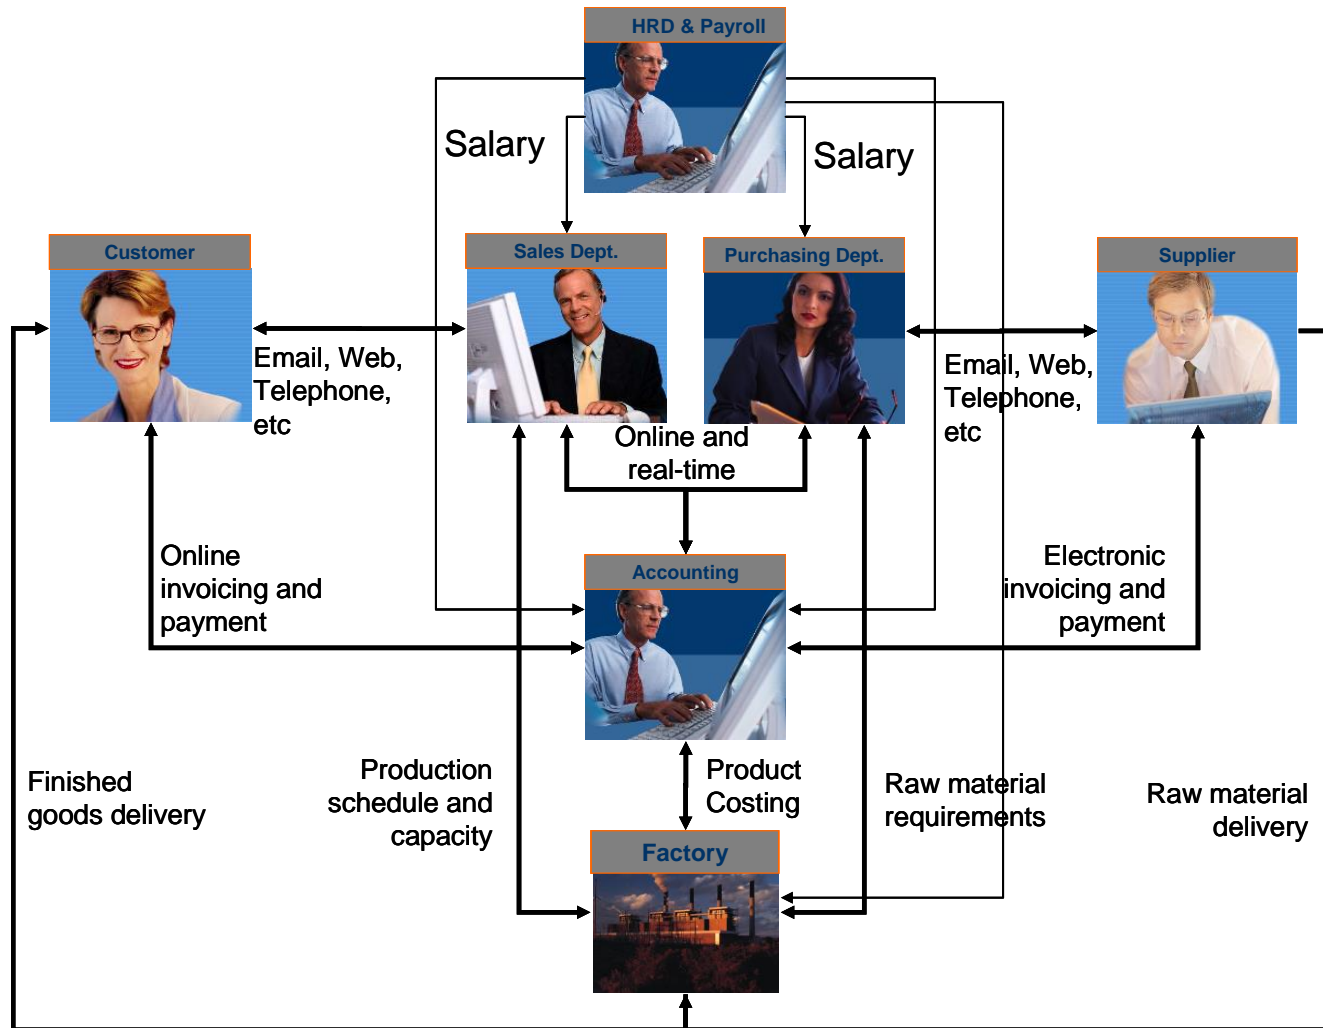 HRD & Payroll
Salary
Salary
Customer
Sales Dept.
Purchasing Dept.
Supplier
Email, Web,
Telephone,
etc
Email, Web,
Telephone,
etc
Online and
real-time
Online
invoicing and
payment
Accounting
Electronic
invoicing and
payment
Finished
goods delivery
Production
schedule and
capacity
Product
Costing
Raw material
requirements
Raw material
delivery
Factory